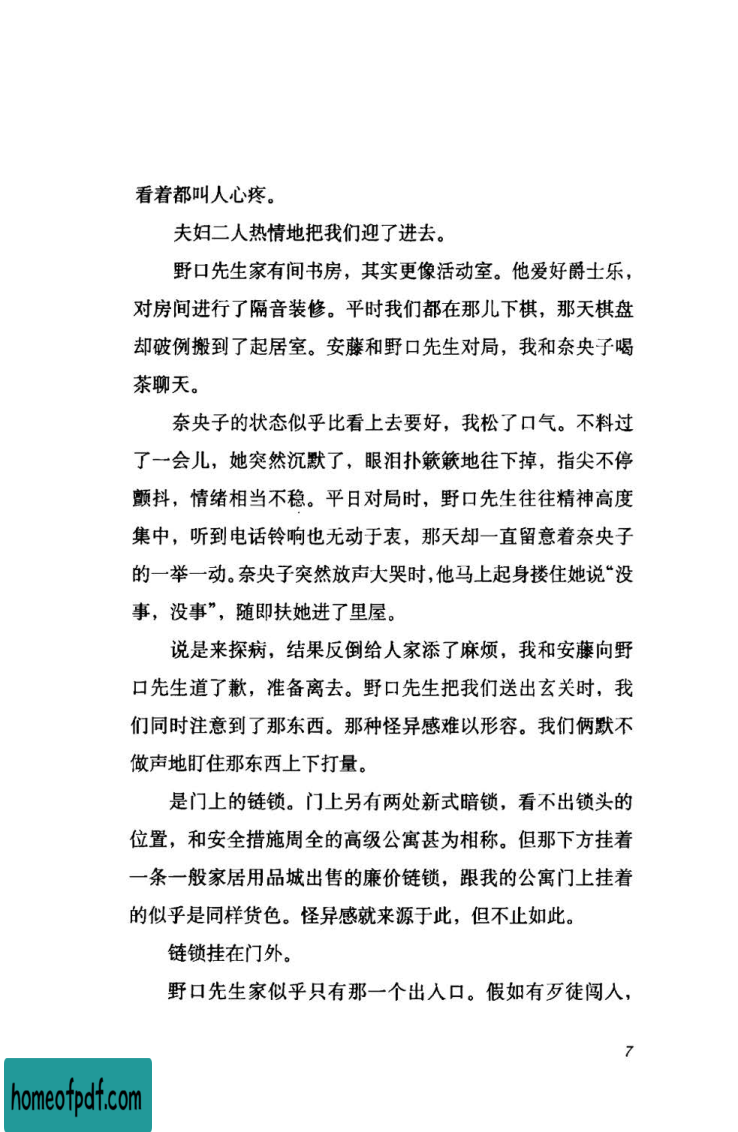 看着都叫人心疼。
夫妇二人热情地把我们迎了进去。
野口先生家有间书房，其实更像活动室。他爱好爵士乐，
对房间进行了隔音装修。平时我们都在那儿下棋，那天棋盘
却破例搬到了起居室。安藤和野口先生对局，我和奈央子喝
茶聊天。
奈央子的状态似乎比看上去要好，我松了口气。不料过
了一会儿，她突然沉默了，眼泪扑簌簌地往下掉，指尖不停
颤抖，情绪相当不稳。平日对局时，野口先生往往精神高度
集中，听到电话铃响也无动于衷，那天却一直留意着奈央子
的一举一动。奈央子突然放声大哭时，他马上起身搂住她说“没
事，没事”，随即扶她进了里屋。
说是来探病，结果反倒给人家添了麻烦，我和安藤向野
口先生道了歉，准备离去。野口先生把我们送出玄关时，我
们同时注意到了那东西。那种怪异感难以形容。我们俩默不
做声地盯住那东西上下打量。
是门上的链锁。门上另有两处新式暗锁，看不出锁头的
位置，和安全措施周全的高级公寓甚为相称。但那下方挂着
一条一般家居用品城出售的廉价链锁，跟我的公寓门上挂着
的似乎是同样货色。怪异感就来源于此，但不止如此。
链锁挂在门外。
野口先生家似乎只有那一个出入口。假如有歹徒闯入，
7
homeofpdf.com